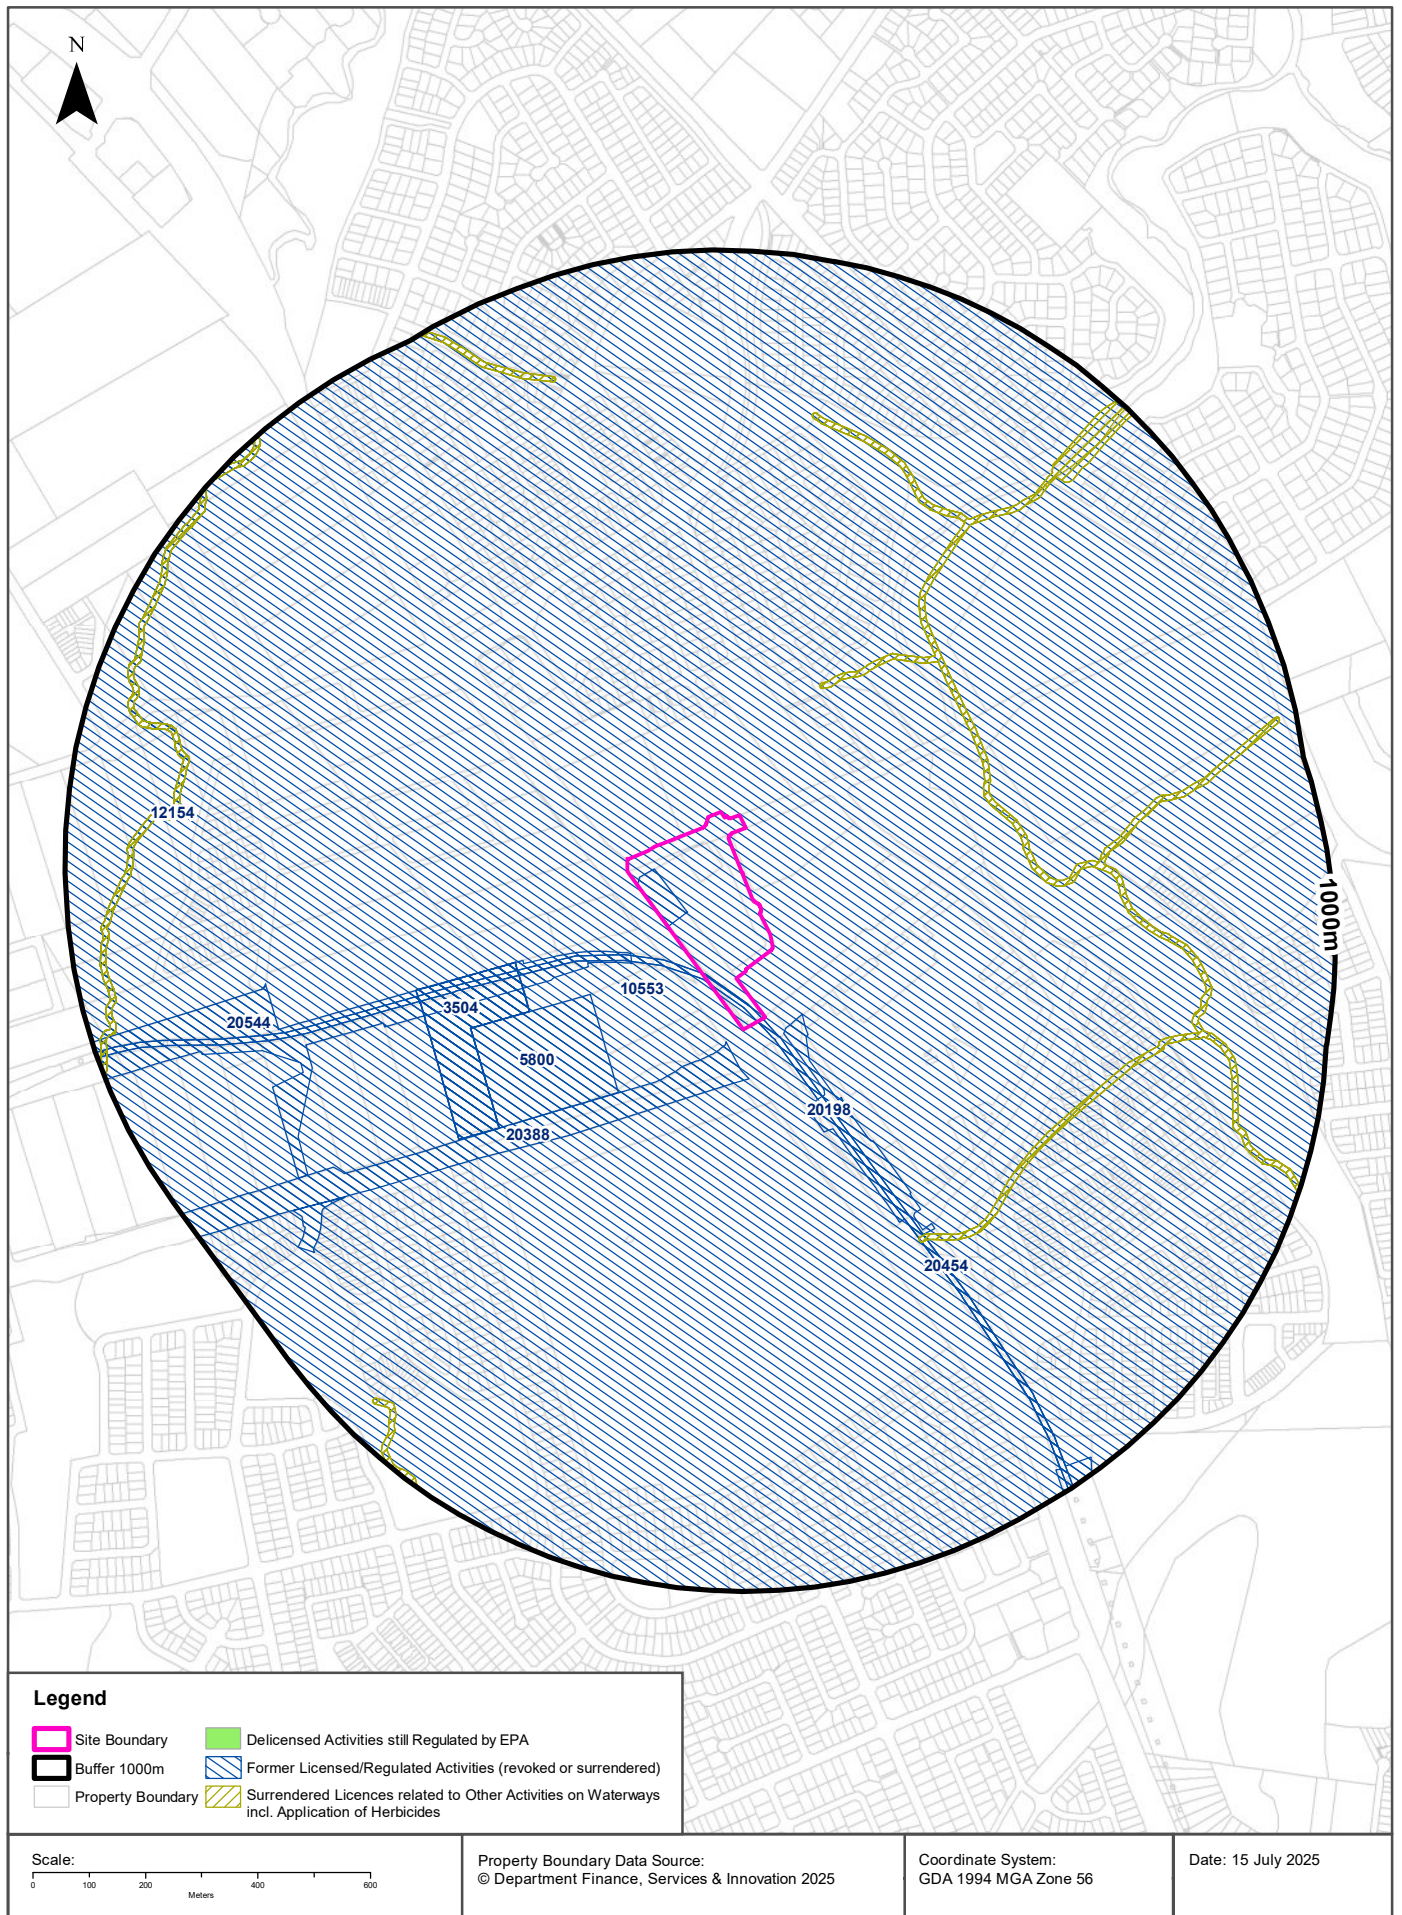 N
12154
1000m
10553
3504
20544
5800
20198
20388
20454
Legend
Site Boundary
Buffer 1000m
Property Boundary
Delicensed Activities still Regulated by EPA
Former Licensed/Regulated Activities (revoked or surrendered)
Surrendered Licences related to Other Activities on Waterways
incl. Application of Herbicides
Scale:
0 100 200 400 600
Meters
Property Boundary Data Source:
© Department Finance, Services & Innovation 2025
Coordinate System:
GDA 1994 MGA Zone 56
Date: 15 July 2025